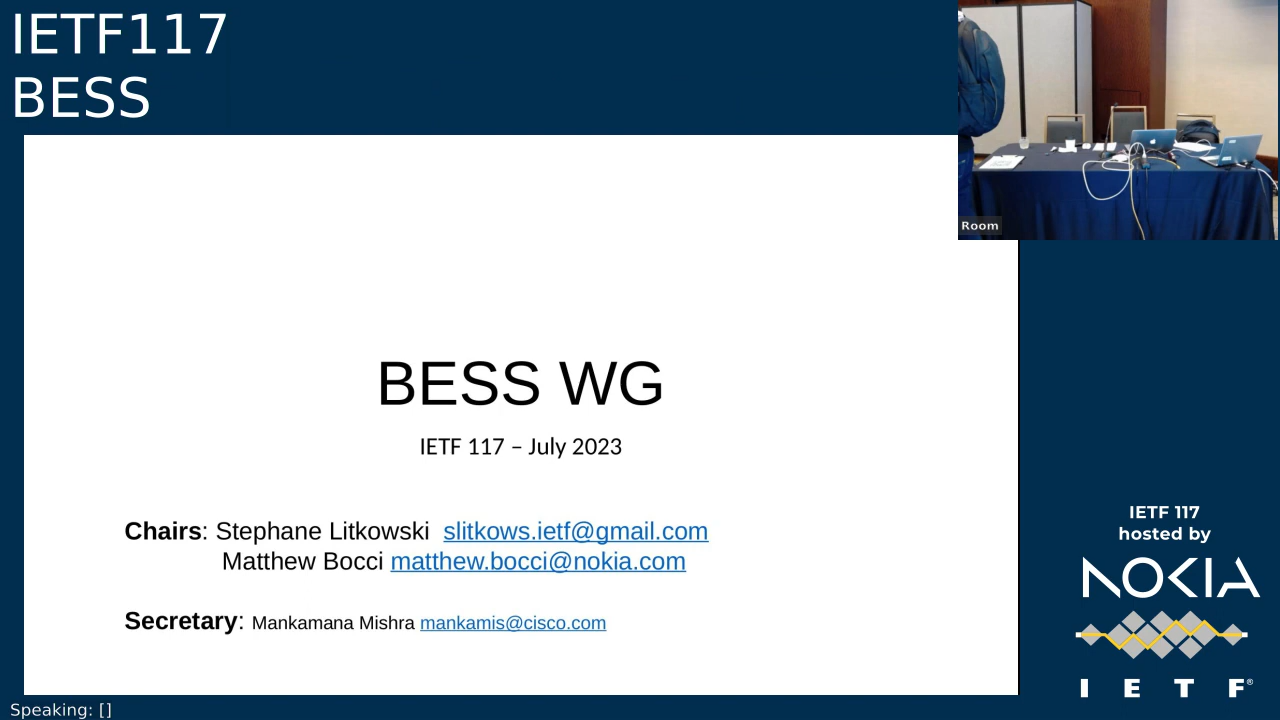 IETF117
BESS
Room
BESS WG
IETF 117 – July 2023
Chairs: Stephane Litkowski slitkows.ietf@gmail.com
Matthew Bocci matthew.bocci@nokia.com
Secretary: Mankamana Mishra mankamis@cisco.com
IETF 117
hosted by
NOKIA
I E T F®
Speaking: []